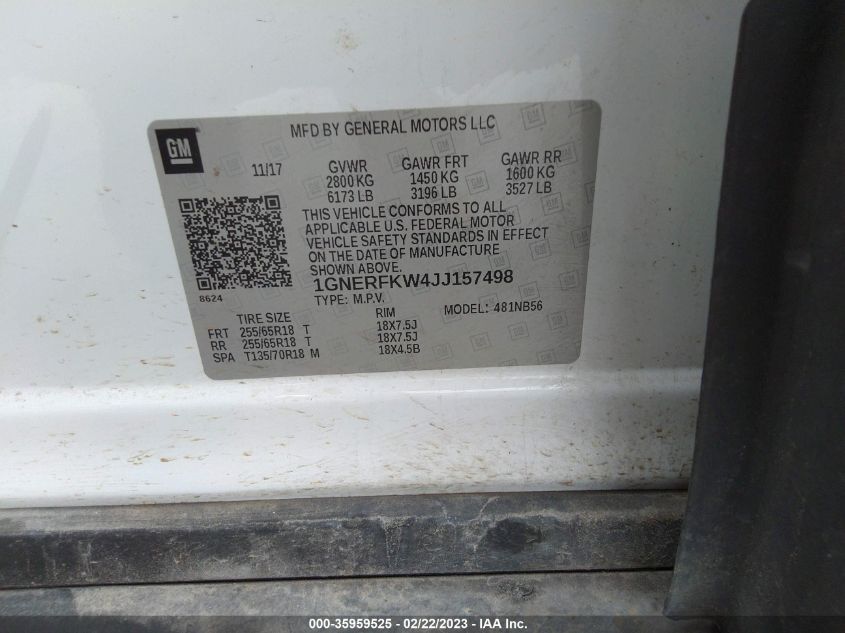 GM
MFD BY GENERAL MOTORS LLC
11/17 GVWR GAWR FRT GAWR RR
2800 KG 1450 KG 1600 KG
6173 LB 3196 LB 3527 LB
THIS VEHICLE CONFORMS TO ALL
APPLICABLE U.S. FEDERAL MOTOR
VEHICLE SAFETY STANDARDS IN EFFECT
ON THE DATE OF MANUFACTURE
SHOWN ABOVE.
1GNERFKW4JJ157498
8624
TYPE: M.P.V. MODEL: 481NB56
TIRE SIZE RIM
FRT 255/65R18 T 18X7.5J
RR 255/65R18 T 18X7.5J
SPA T135/70R18 M 18X4.5B
000-35959525 - 02/22/2023 - IAA Inc.